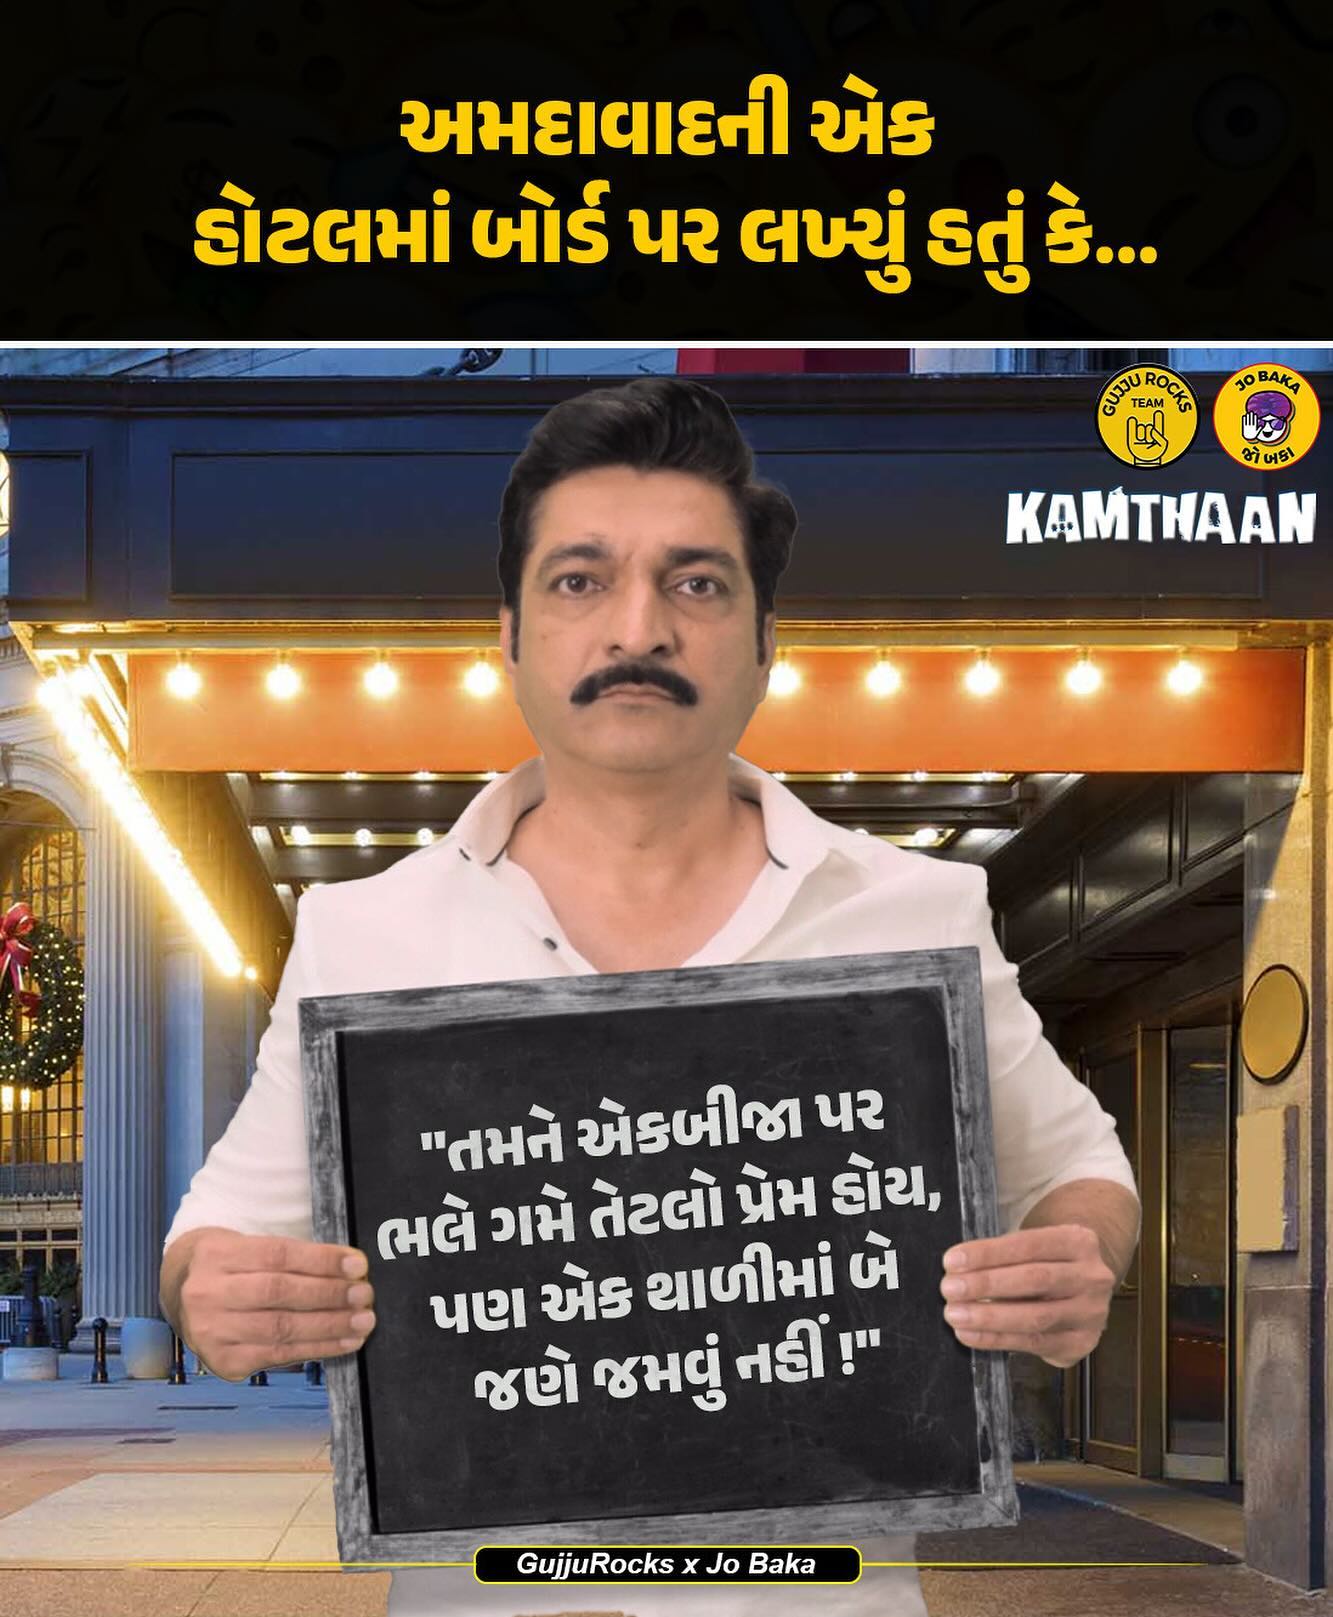 અમદાવાદની એક
હોટલમાં બોર્ડ પર લખ્યું હતું કે...
GUJJU ROCKS
TEAM
JO BAKA
જો બકા
KAMTHAAN
"તમને એકબીજા પર
ભલે ગમે તેટલો પ્રેમ હોય,
પણ એક થાળીમાં બે
જણે જમવું નહીં !"
GujjuRocks x Jo Baka